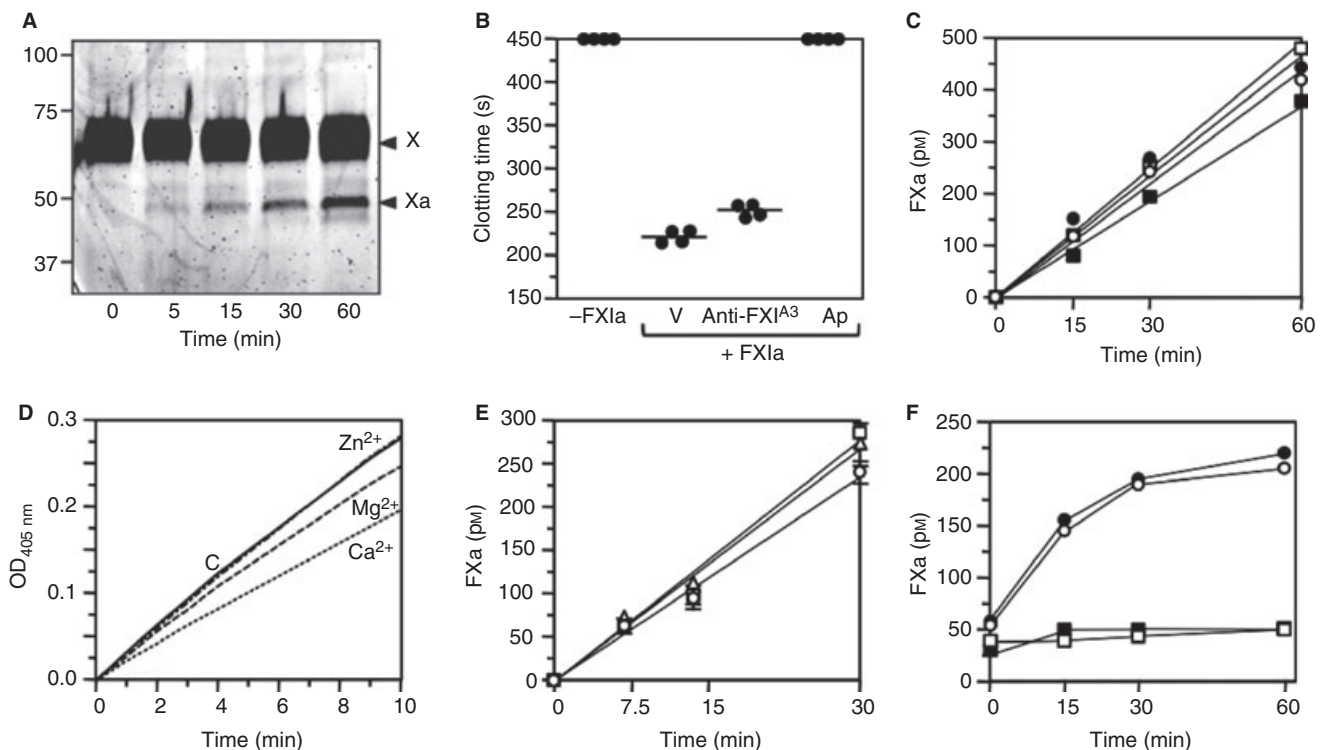 A
100
75
50
37
X
Xa
0 5 15 30 60
Time (min)
B
450
400
350
300
250
200
150
Clotting time (s)
–FXIa V Anti-FXI^A3 Ap
+ FXIa
C
500
400
300
200
100
0
FXa (pM)
0 15 30 60
Time (min)
D
0.3
0.2
0.1
0.0
OD405 nm
Zn2+
Mg2+
C
Ca2+
0 2 4 6 8 10
Time (min)
E
300
250
200
150
100
50
0
FXa (pM)
0 7.5 15 30
Time (min)
F
250
200
150
100
50
0
FXa (pM)
0 15 30 60
Time (min)